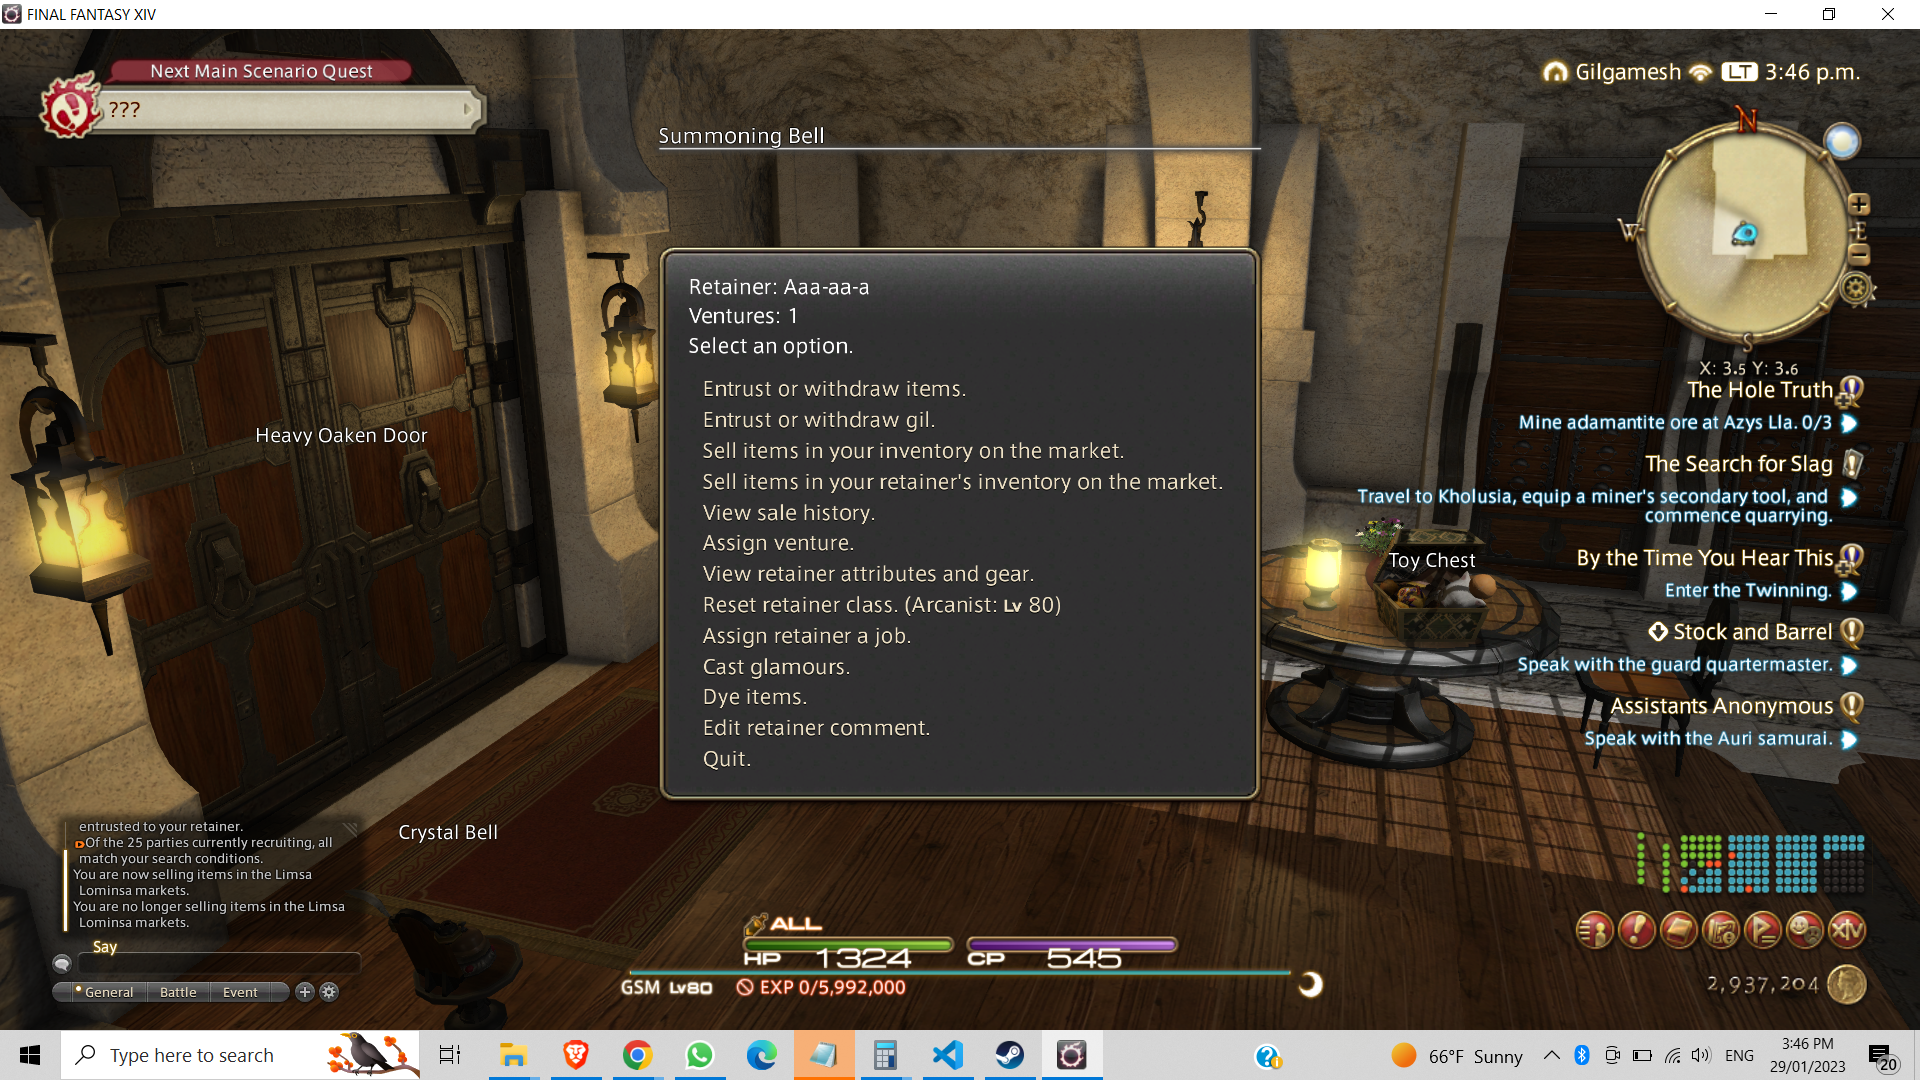 FINAL FANTASY XIV
Next Main Scenario Quest
???
Summoning Bell
Gilgamesh LT 3:46 p.m.
N
W
E
S
X: 3.5 Y: 3.6
Retainer: Aaa-aa-a
Ventures: 1
Select an option.
Entrust or withdraw items.
Entrust or withdraw gil.
Sell items in your inventory on the market.
Sell items in your retainer's inventory on the market.
View sale history.
Assign venture.
View retainer attributes and gear.
Reset retainer class. (Arcanist: Lv 80)
Assign retainer a job.
Cast glamours.
Dye items.
Edit retainer comment.
Quit.
Heavy Oaken Door
Crystal Bell
Toy Chest
The Hole Truth
Mine adamantite ore at Azys Lla. 0/3
The Search for Slag
Travel to Kholusia, equip a miner's secondary tool, and
commence quarrying.
By the Time You Hear This
Enter the Twinning.
Stock and Barrel
Speak with the guard quartermaster.
Assistants Anonymous
Speak with the Auri samurai.
entrusted to your retainer.
Of the 25 parties currently recruiting, all
match your search conditions.
You are now selling items in the Limsa
Lominsa markets.
You are no longer selling items in the Limsa
Lominsa markets.
Say
General Battle Event
ALL
HP 1324 CP 545
GSM Lv80 EXP 0/5,992,000
XIV
2,937,204
Type here to search
66°F Sunny
ENG
3:46 PM
29/01/2023
20